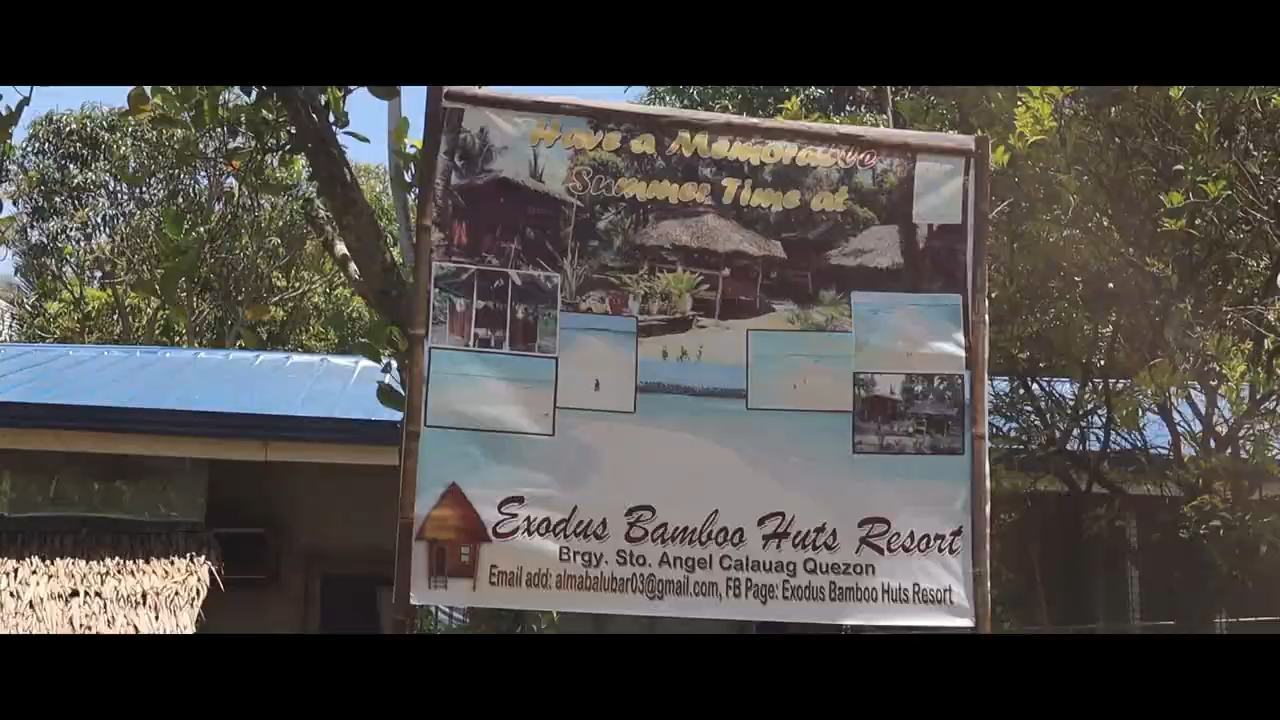 Have a Memorable
Summer Time at
Exodus Bamboo Huts Resort
Brgy. Sto. Angel Calauag Quezon
Email add: almabalubar03@gmail.com, FB Page: Exodus Bamboo Huts Resort